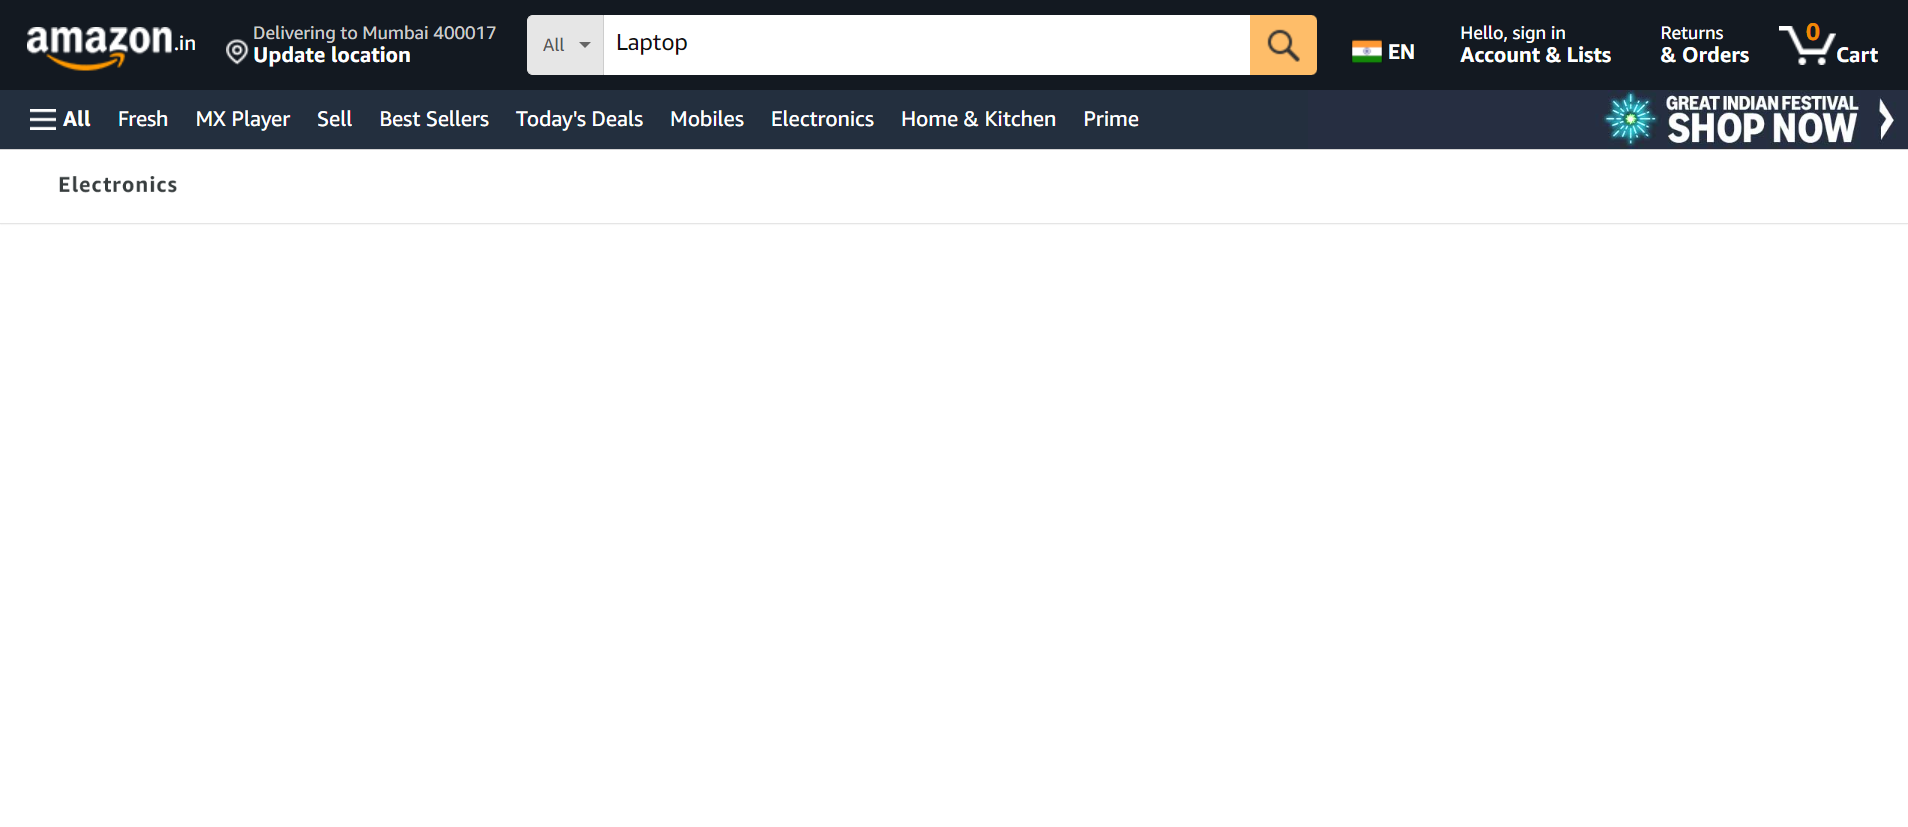 amazon.in
Delivering to Mumbai 400017
Update location
All
Laptop
EN
Hello, sign in
Account & Lists
Returns
& Orders
0
Cart
All
Fresh
MX Player
Sell
Best Sellers
Today's Deals
Mobiles
Electronics
Home & Kitchen
Prime
GREAT INDIAN FESTIVAL
SHOP NOW
Electronics